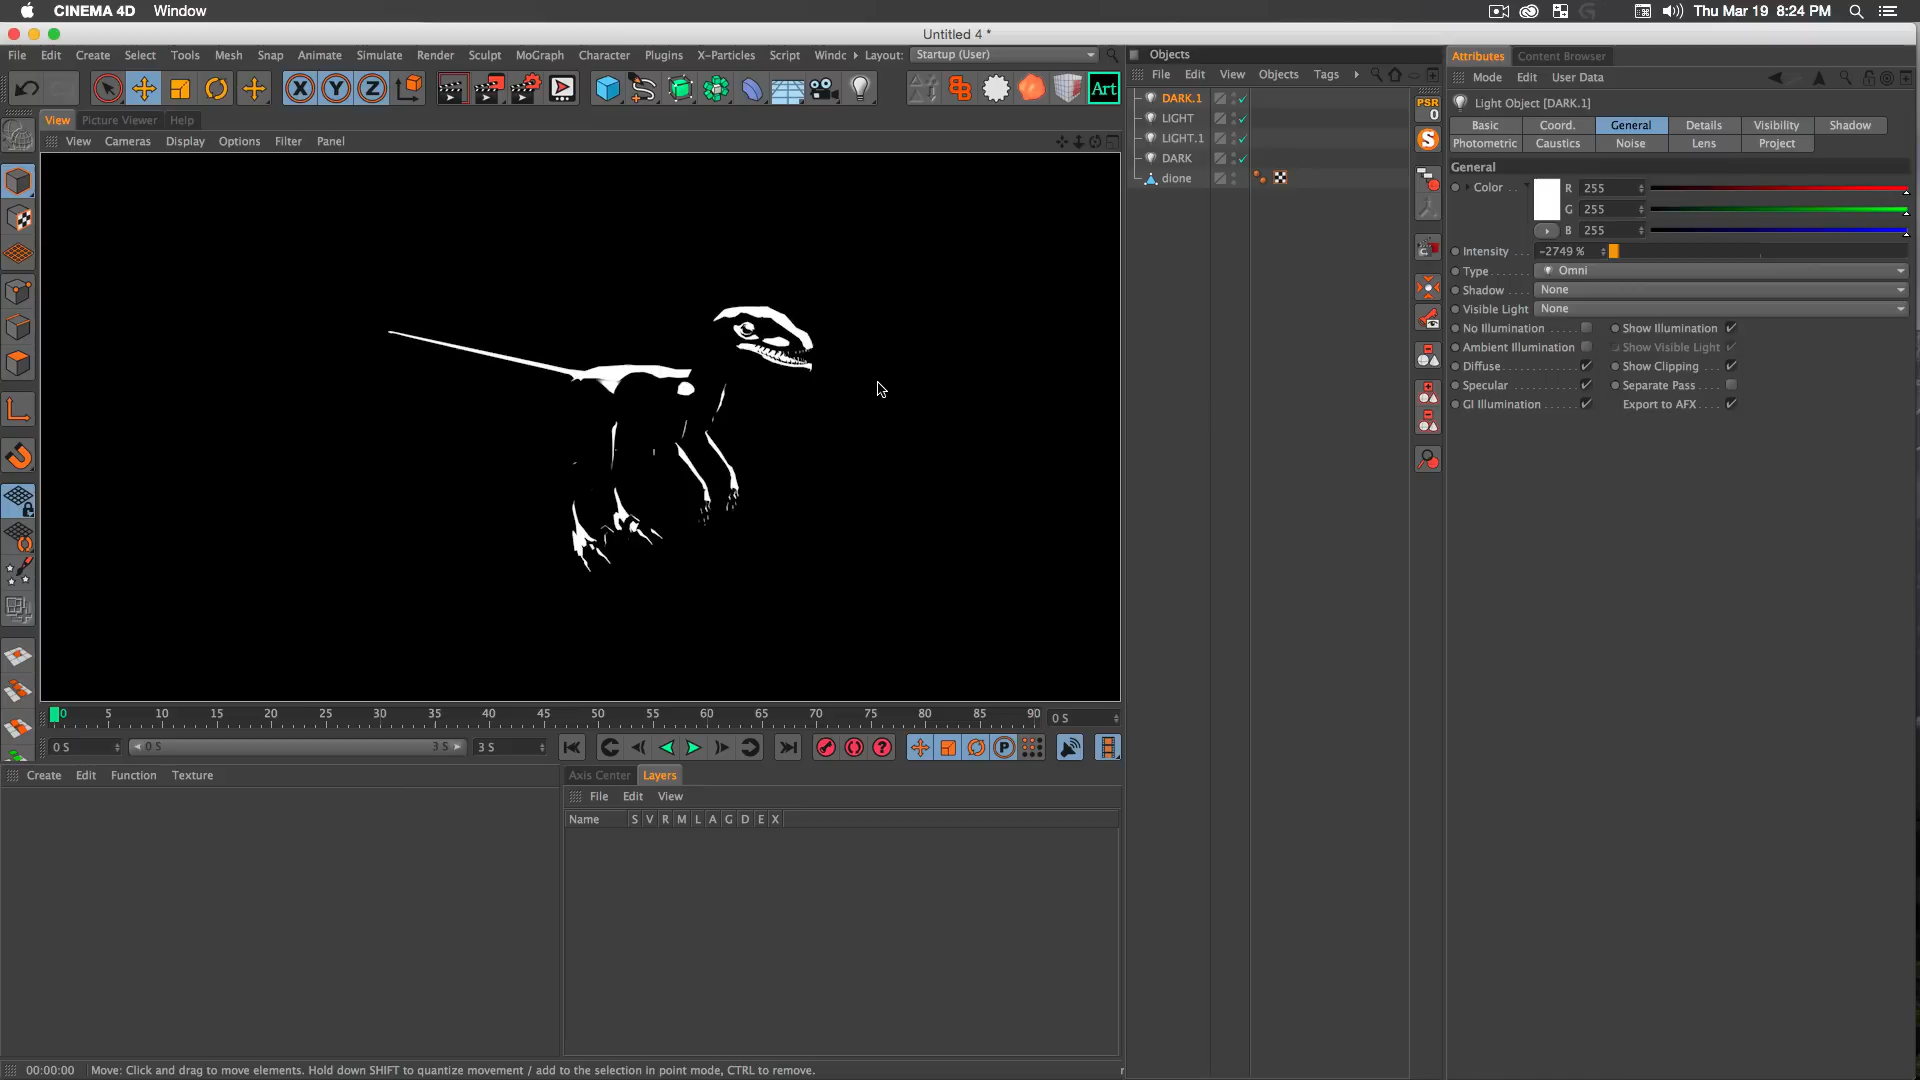 CINEMA 4D Window
Thu Mar 19 8:24 PM
Untitled 4 *
File Edit Create Select Tools Mesh Snap Animate Simulate Render Sculpt MoGraph Character Plugins X-Particles Script Windc Layout: Startup (User)
Objects
Attributes Content Browser
File Edit View Objects Tags
Mode Edit User Data
X Y Z
Art
PSR
0
DARK.1
LIGHT
LIGHT.1
DARK
dione
Light Object [DARK.1]
Basic Coord. General Details Visibility Shadow
Photometric Caustics Noise Lens Project
General
Color
R 255
G 255
B 255
Intensity -2749 %
Type Omni
Shadow None
Visible Light None
No Illumination Show Illumination
Ambient Illumination Show Visible Light
Diffuse Show Clipping
Specular Separate Pass
GI Illumination Export to AFX
View Picture Viewer Help
View Cameras Display Options Filter Panel
0 5 10 15 20 25 30 35 40 45 50 55 60 65 70 75 80 85 90 0 S
0 S 0 S 3 S 3 S
P
Create Edit Function Texture
Axis Center Layers
File Edit View
Name S V R M L A G D E X
00:00:00 Move: Click and drag to move elements. Hold down SHIFT to quantize movement / add to the selection in point mode, CTRL to remove.